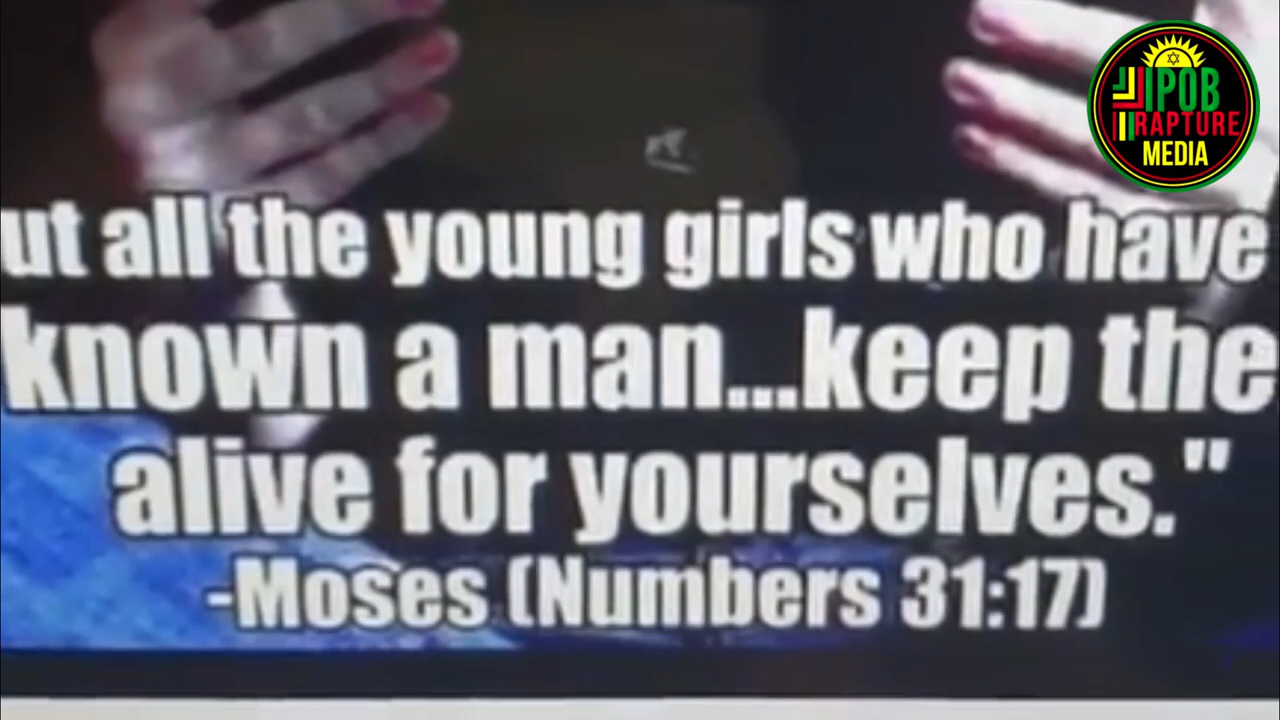 IPOB
RAPTURE
MEDIA
ut all the young girls who have
known a man...keep the
alive for yourselves."
-Moses (Numbers 31:17)